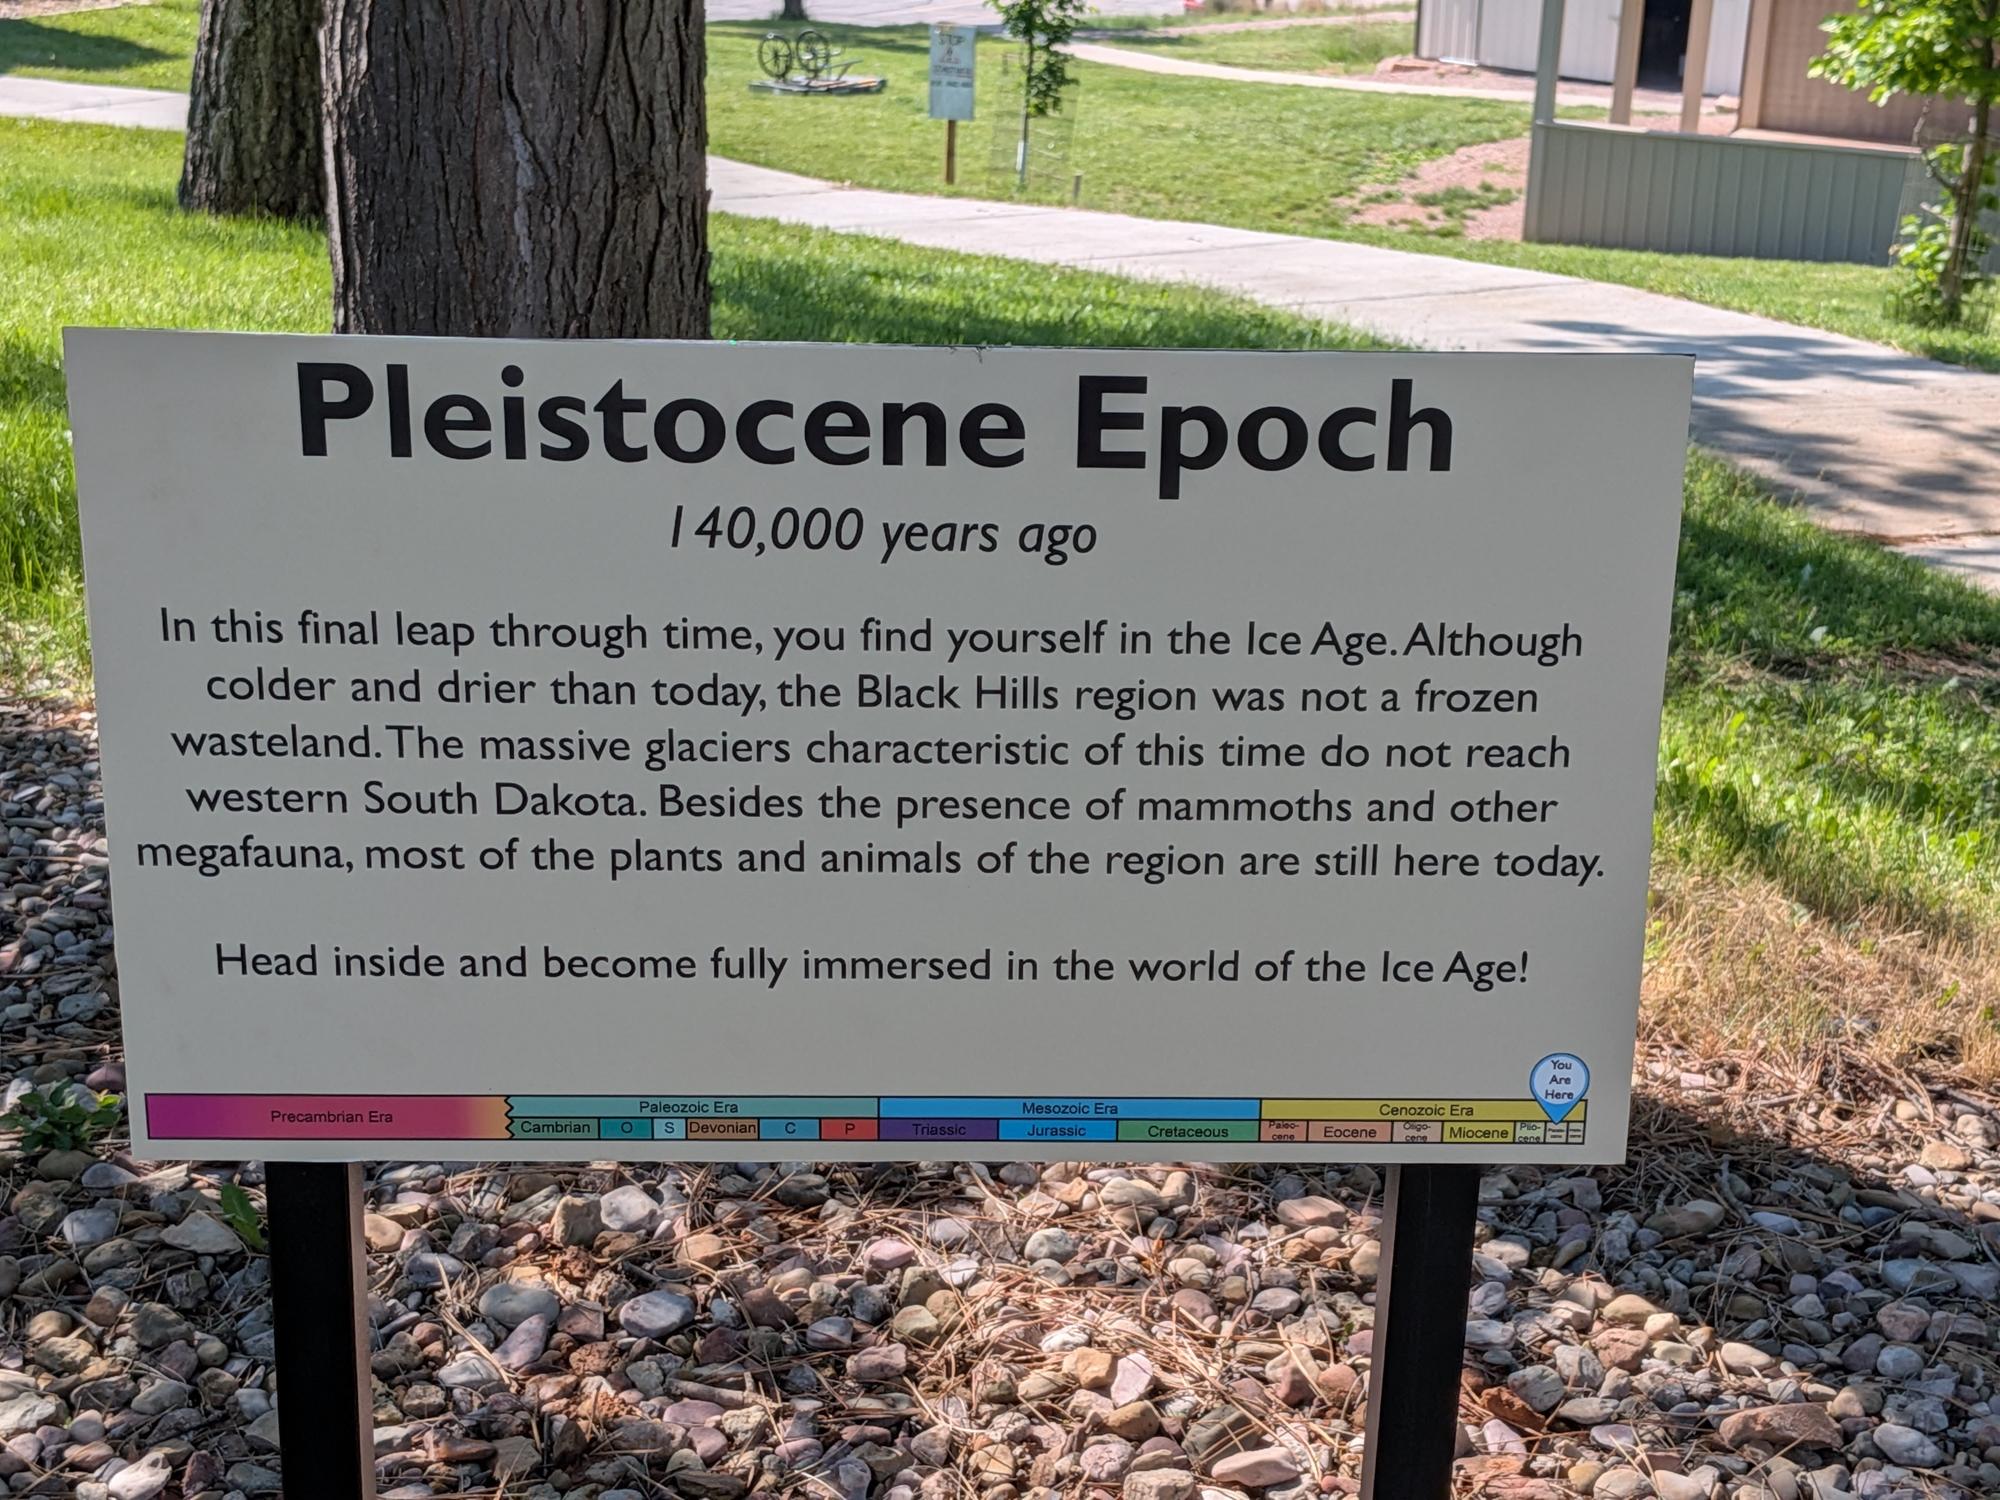 STOP
Pleistocene Epoch
140,000 years ago
In this final leap through time, you find yourself in the Ice Age. Although
colder and drier than today, the Black Hills region was not a frozen
wasteland. The massive glaciers characteristic of this time do not reach
western South Dakota. Besides the presence of mammoths and other
megafauna, most of the plants and animals of the region are still here today.
Head inside and become fully immersed in the world of the Ice Age!
You
Are
Here
Precambrian Era
Paleozoic Era
Mesozoic Era
Cenozoic Era
Cambrian
O
S
Devonian
C
P
Triassic
Jurassic
Cretaceous
Paleo-
cene
Eocene
Oligo-
cene
Miocene
Plio-
cene